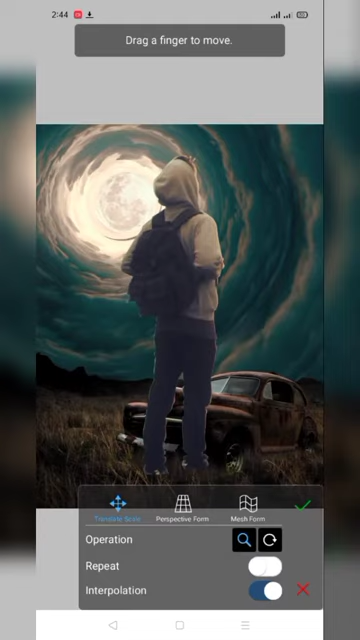 2:44
Drag a finger to move.
Translate Scale
Perspective Form
Mesh Form
Operation
Repeat
Interpolation